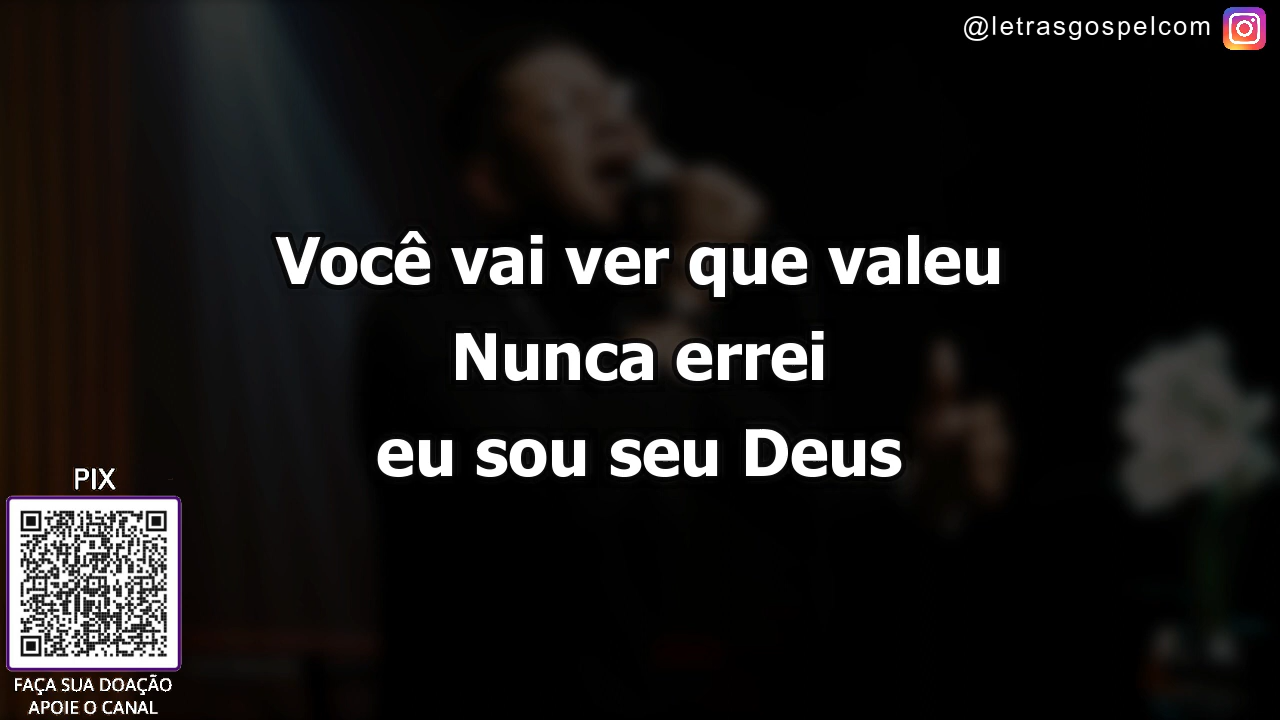 @letrasgospelcom
Você vai ver que valeu
Nunca errei
eu sou seu Deus
PIX
FAÇA SUA DOAÇÃO
APOIE O CANAL